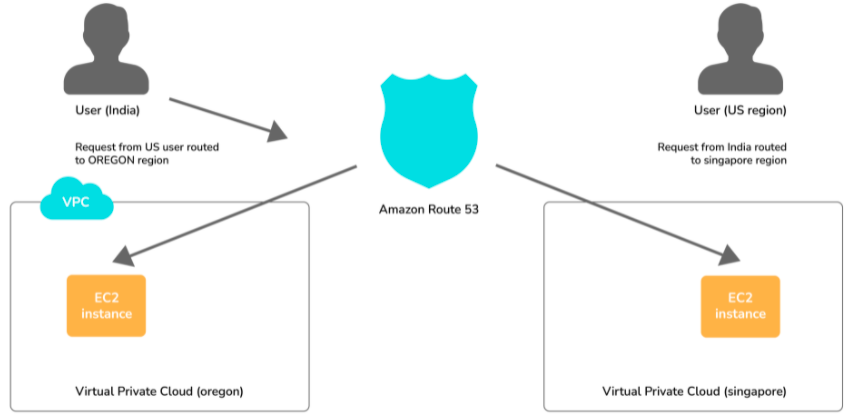 User (India)
User (US region)
Request from US user routed
to OREGON region
Request from India routed
to singapore region
VPC
Amazon Route 53
EC2
instance
EC2
instance
Virtual Private Cloud (oregon)
Virtual Private Cloud (singapore)